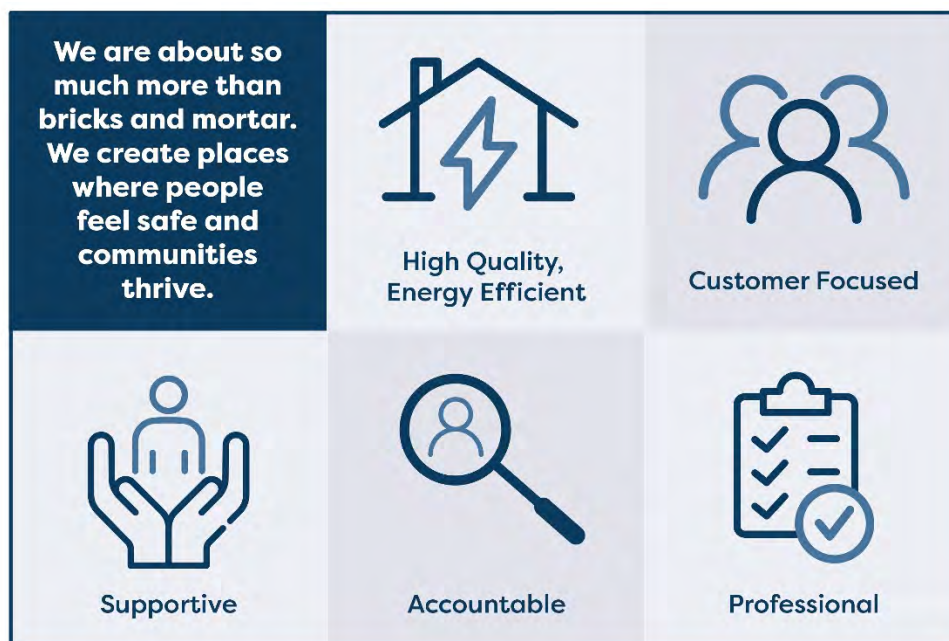 We are about so
much more than
bricks and mortar.
We create places
where people
feel safe and
communities
thrive.
High Quality,
Energy Efficient
Customer Focused
Supportive
Accountable
Professional